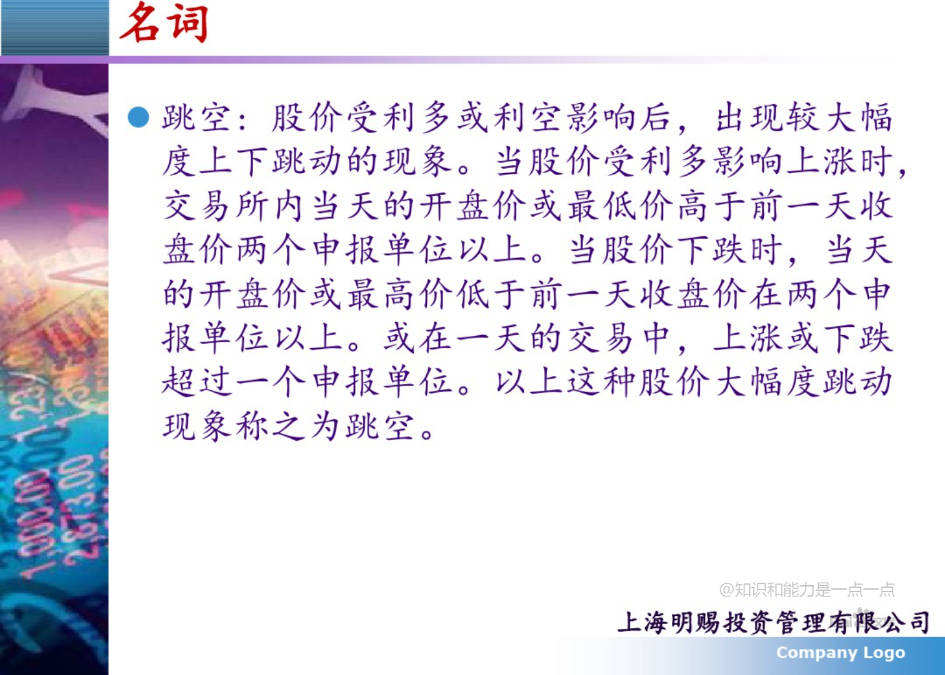 名词
跳空：股价受利多或利空影响后，出现较大幅
度上下跳动的现象。当股价受利多影响上涨时，
交易所内当天的开盘价或最低价高于前一天收
盘价两个申报单位以上。当股价下跌时，当天
的开盘价或最高价低于前一天收盘价在两个申
报单位以上。或在一天的交易中，上涨或下跌
超过一个申报单位。以上这种股价大幅度跳动
现象称之为跳空。
1.23
1,000.00
2,873.00
@知识和能力是一点一点
上海明赐投资管理有限公司
Company Logo